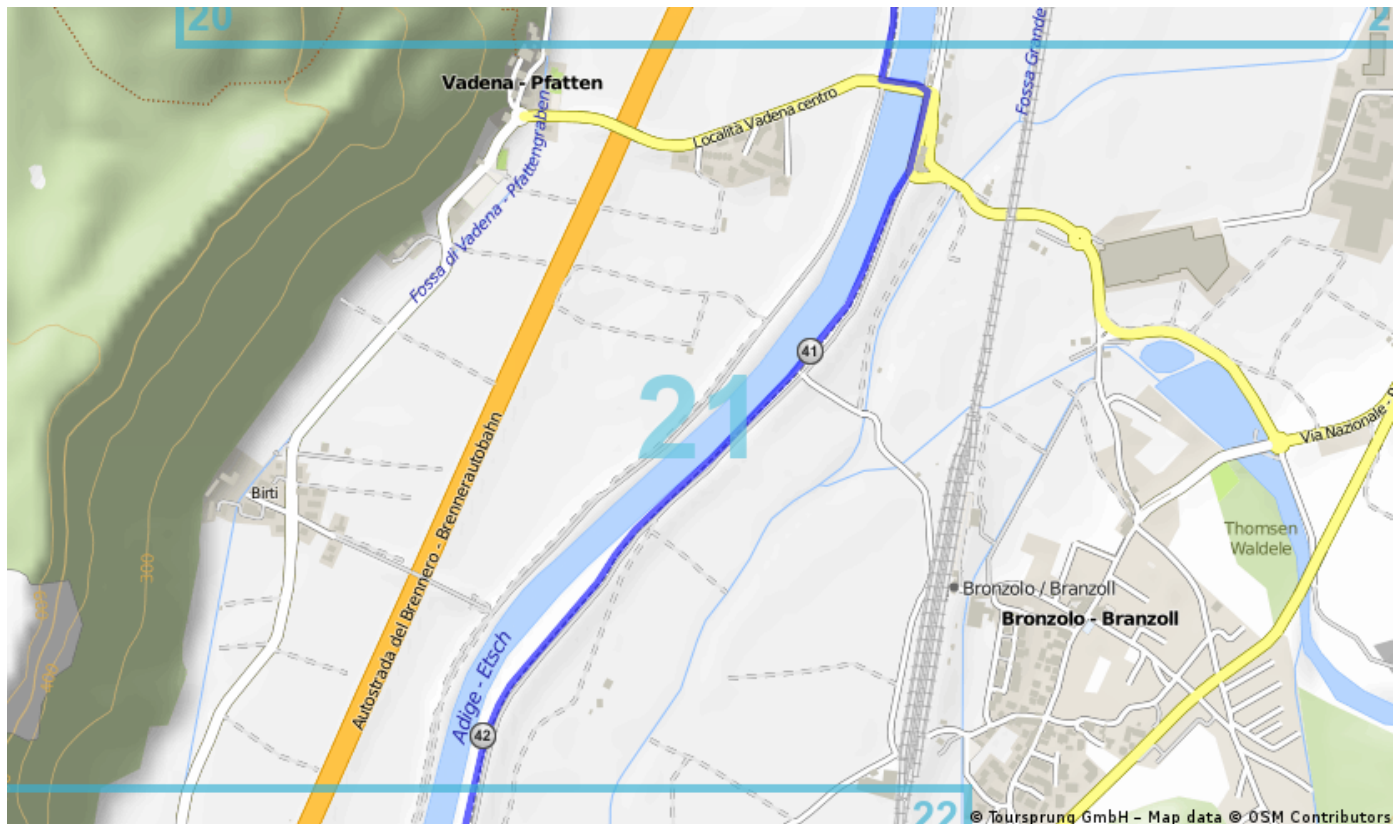 20
2
Vadena - Pfatten
Fossa Grande
Località Vadena centro
Fossa di Vadena - Pfattengraben
41
21
Autostrada del Brennero - Brennerautobahn
Via Nazionale -
Birti
Thomsen
Waldele
300
Bronzolo / Branzoll
Bronzolo - Branzoll
Adige - Etsch
400
42
22
© Toursprung GmbH – Map data © OSM Contributors